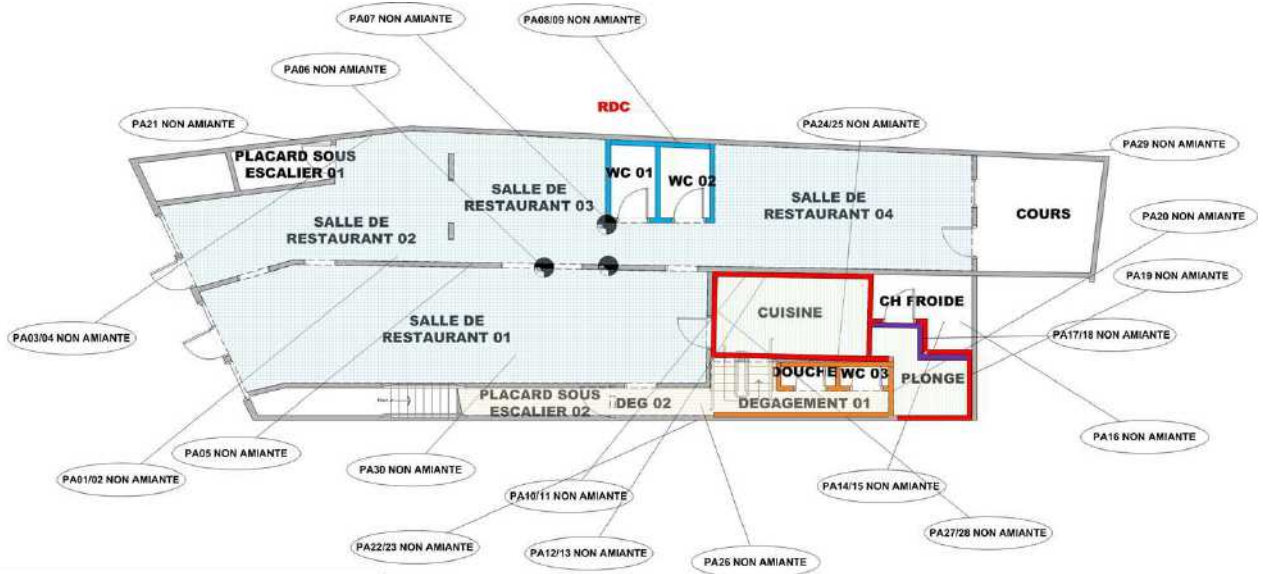 PA07 NON AMIANTE
PA08/09 NON AMIANTE
PA06 NON AMIANTE
RDC
PA21 NON AMIANTE
PA24/25 NON AMIANTE
PA29 NON AMIANTE
PLACARD SOUS
ESCALIER 01
WC 01
WC 02
SALLE DE
RESTAURANT 03
SALLE DE
RESTAURANT 04
COURS
PA20 NON AMIANTE
SALLE DE
RESTAURANT 02
PA19 NON AMIANTE
CH FROIDE
CUISINE
SALLE DE
RESTAURANT 01
PA03/04 NON AMIANTE
PA17/18 NON AMIANTE
DOUCHE
WC 03
PLONGE
PLACARD SOUS
ESCALIER 02
DEG 02
DEGAGEMENT 01
PA16 NON AMIANTE
PA05 NON AMIANTE
PA30 NON AMIANTE
PA01/02 NON AMIANTE
PA10/11 NON AMIANTE
PA14/15 NON AMIANTE
PA27/28 NON AMIANTE
PA22/23 NON AMIANTE
PA12/13 NON AMIANTE
PA26 NON AMIANTE